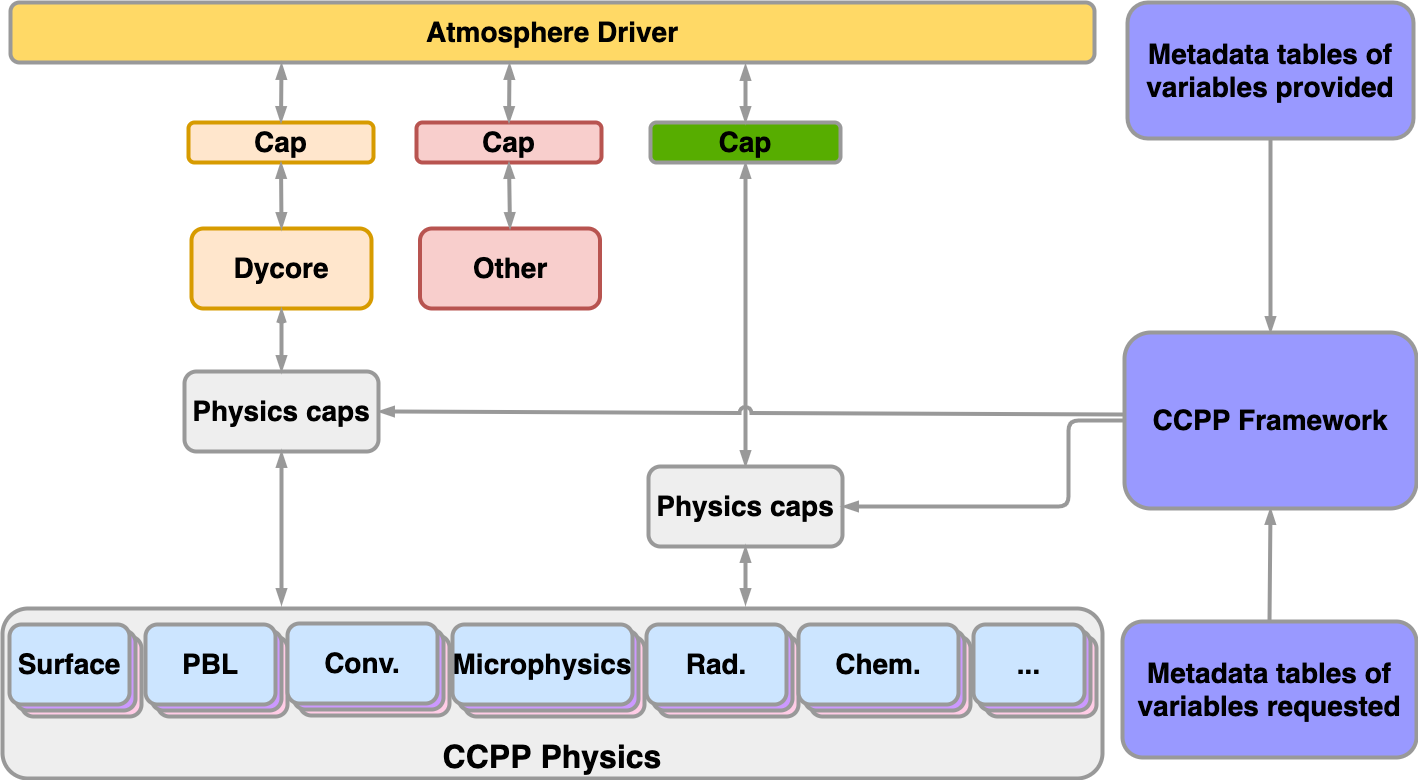 Atmosphere Driver
Metadata tables of
variables provided
Cap
Cap
Cap
Dycore
Other
Physics caps
CCPP Framework
Physics caps
Surface
PBL
Conv.
Microphysics
Rad.
Chem.
...
Metadata tables of
variables requested
CCPP Physics